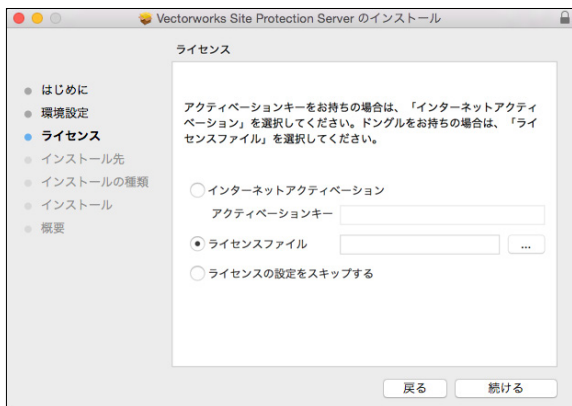 Vectorworks Site Protection Server のインストール
ライセンス
はじめに
環境設定
ライセンス
インストール先
インストールの種類
インストール
概要
アクティベーションキーをお持ちの場合は、「インターネットアクティ
ベーション」を選択してください。ドングルをお持ちの場合は、「ライ
センスファイル」を選択してください。
インターネットアクティベーション
アクティベーションキー
ライセンスファイル
...
ライセンスの設定をスキップする
戻る
続ける